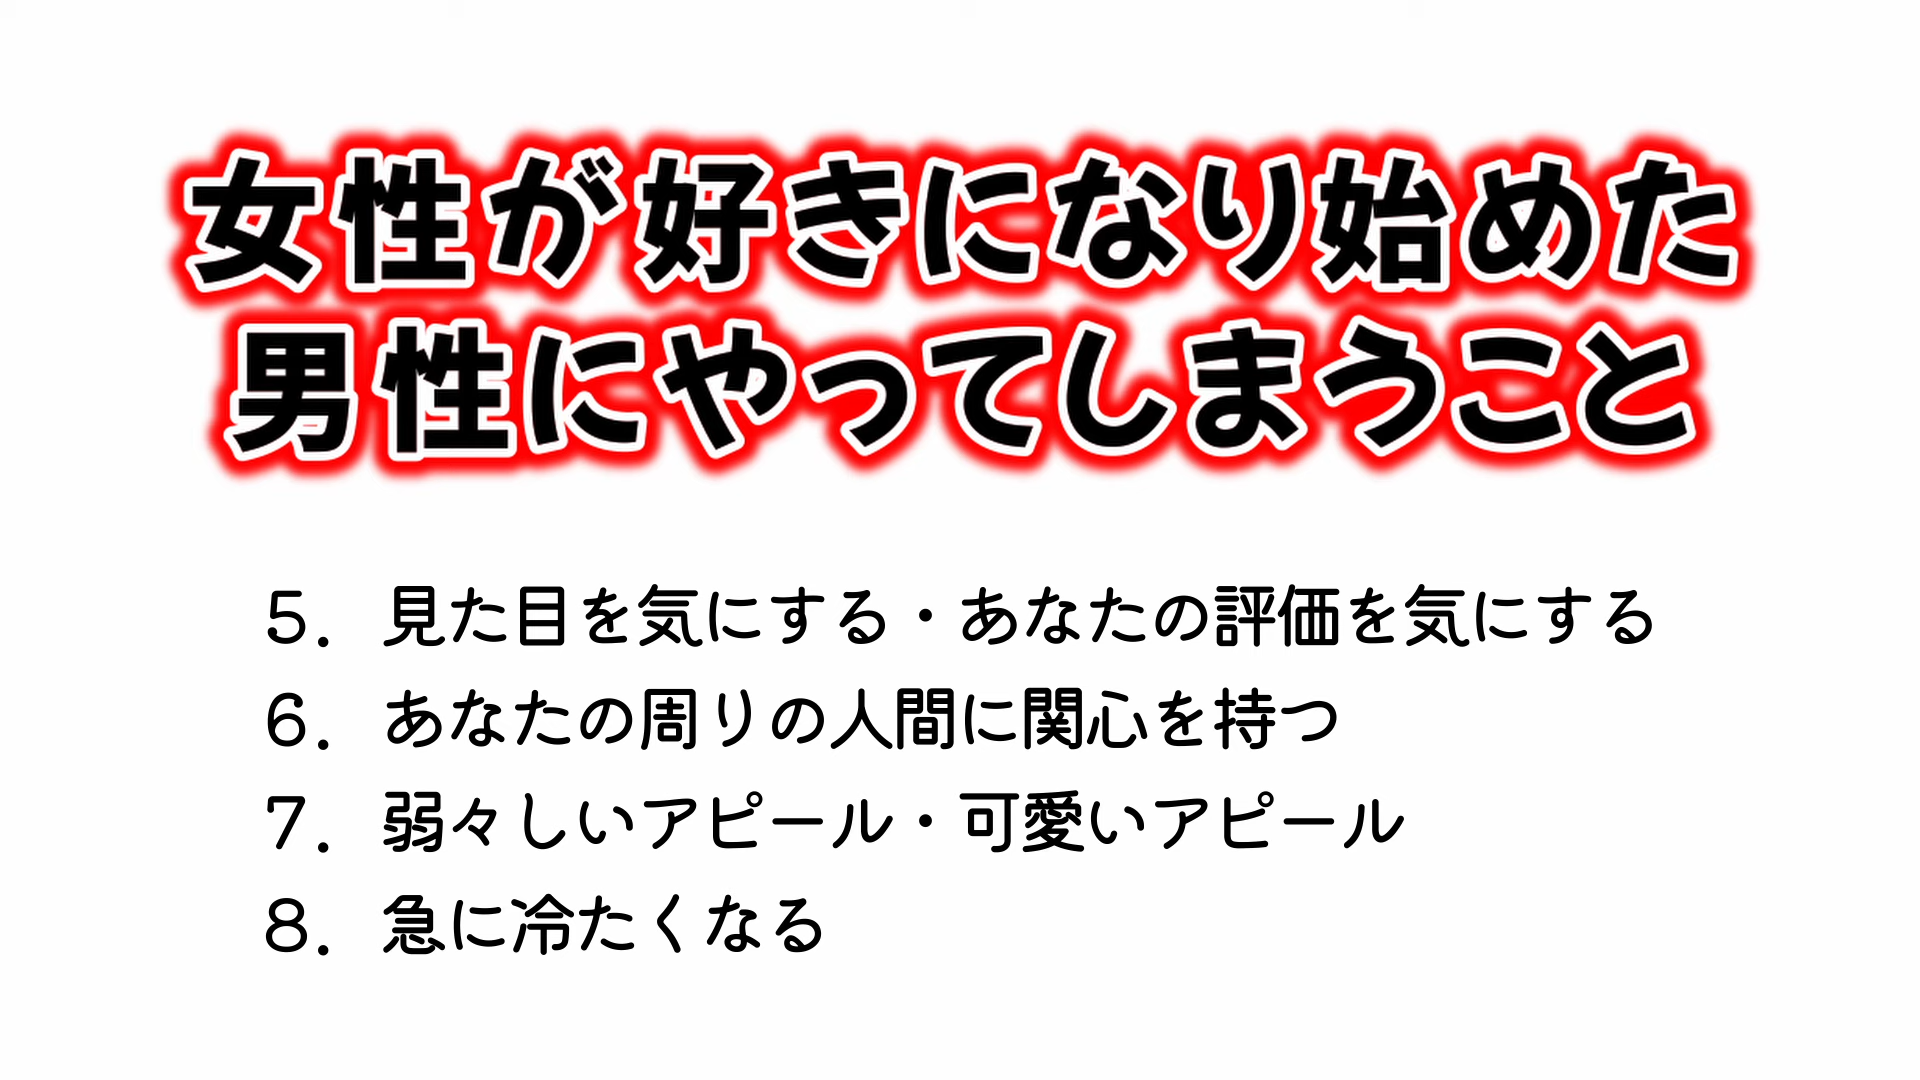 女性が好きになり始めた
男性にやってしまうこと
５．見た目を気にする・あなたの評価を気にする
６．あなたの周りの人間に関心を持つ
７．弱々しいアピール・可愛いアピール
８．急に冷たくなる